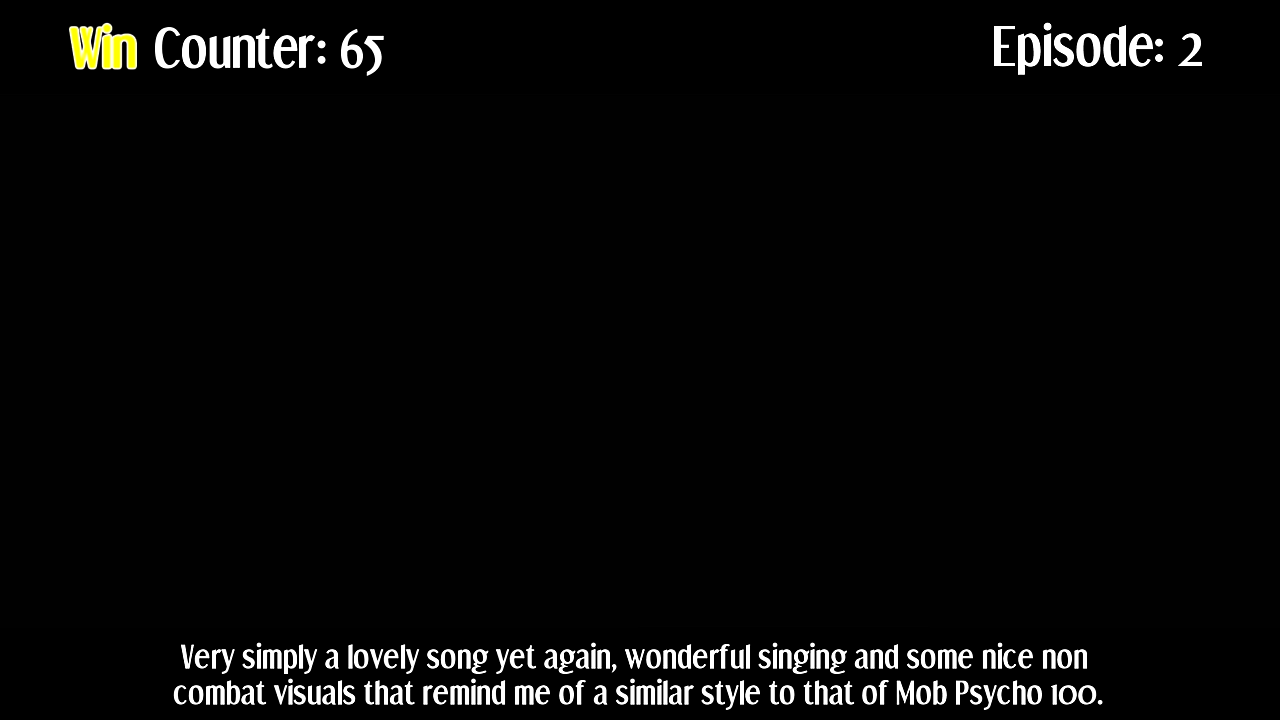 Win Counter: 65
Episode: 2
Very simply a lovely song yet again, wonderful singing and some nice non
combat visuals that remind me of a similar style to that of Mob Psycho 100.